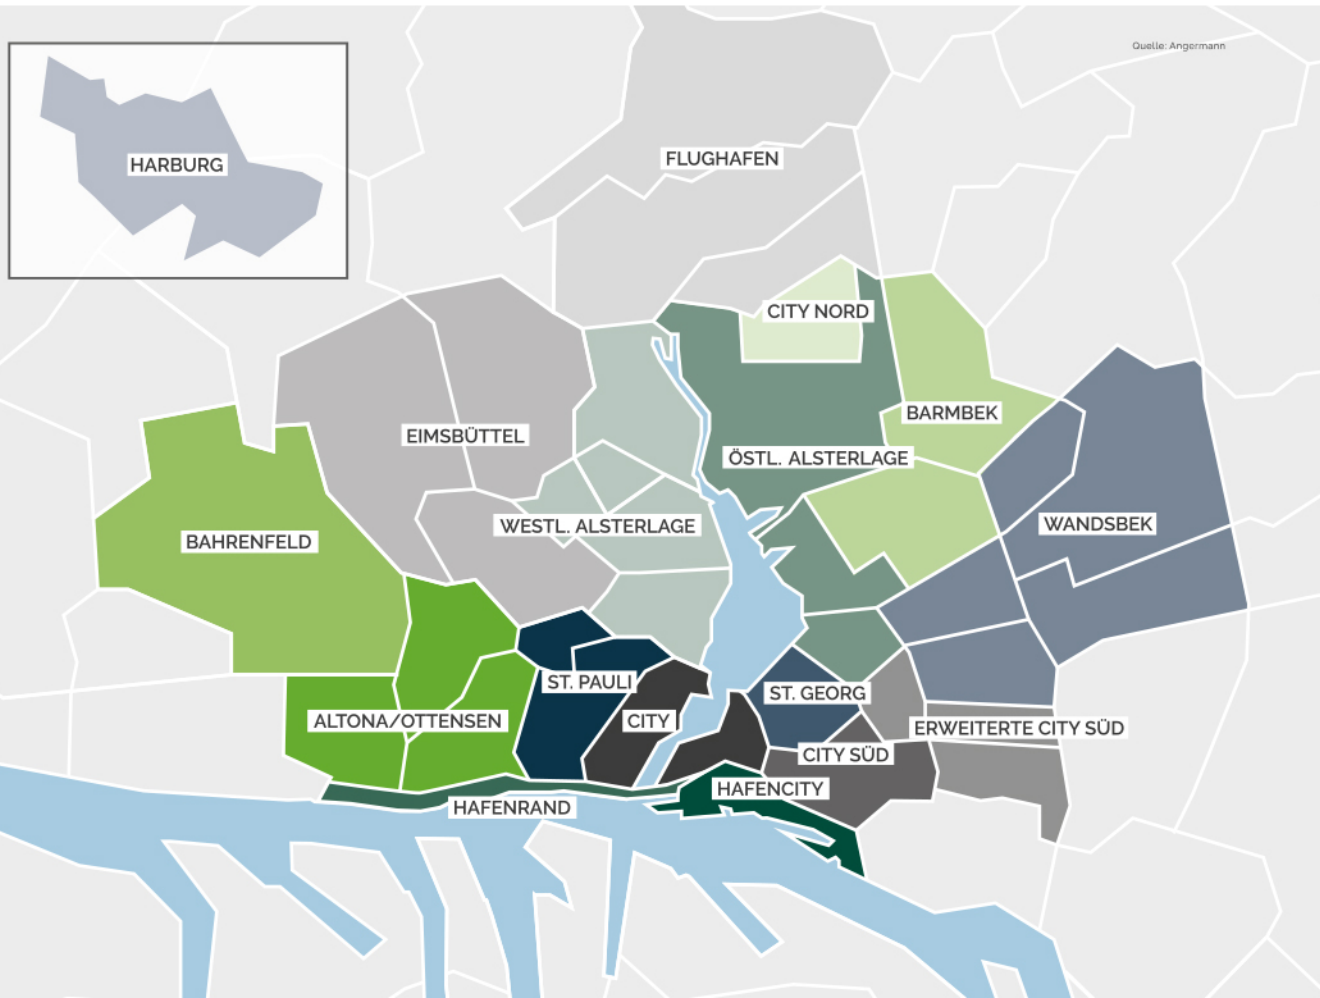 Quelle: Angermann
HARBURG
FLUGHAFEN
CITY NORD
BARMBEK
EIMSBÜTTEL
ÖSTL. ALSTERLAGE
WESTL. ALSTERLAGE
WANDSBEK
BAHRENFELD
ST. PAULI
ST. GEORG
ALTONA/OTTENSEN
CITY
ERWEITERTE CITY SÜD
CITY SÜD
HAFENCITY
HAFENRAND